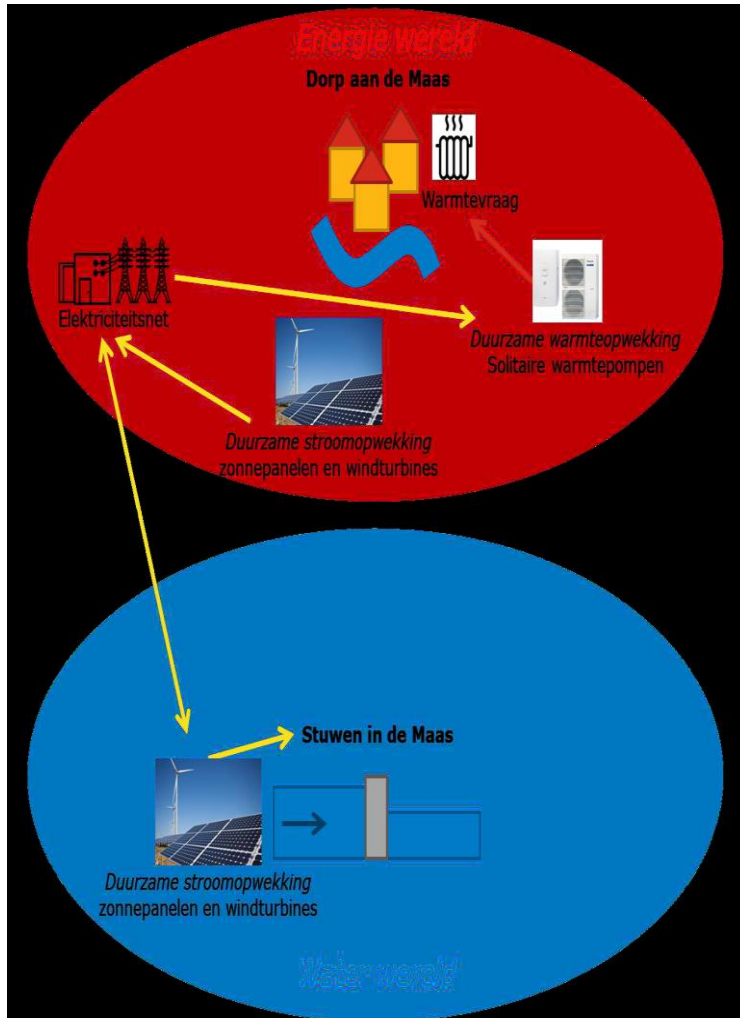 Energie wereld
Dorp aan de Maas
Warmtevraag
Elektriciteitsnet
Duurzame warmteopwekking
Solitaire warmtepompen
Duurzame stroomopwekking
zonnepanelen en windturbines
Stuwen in de Maas
Duurzame stroomopwekking
zonnepanelen en windturbines
Water wereld